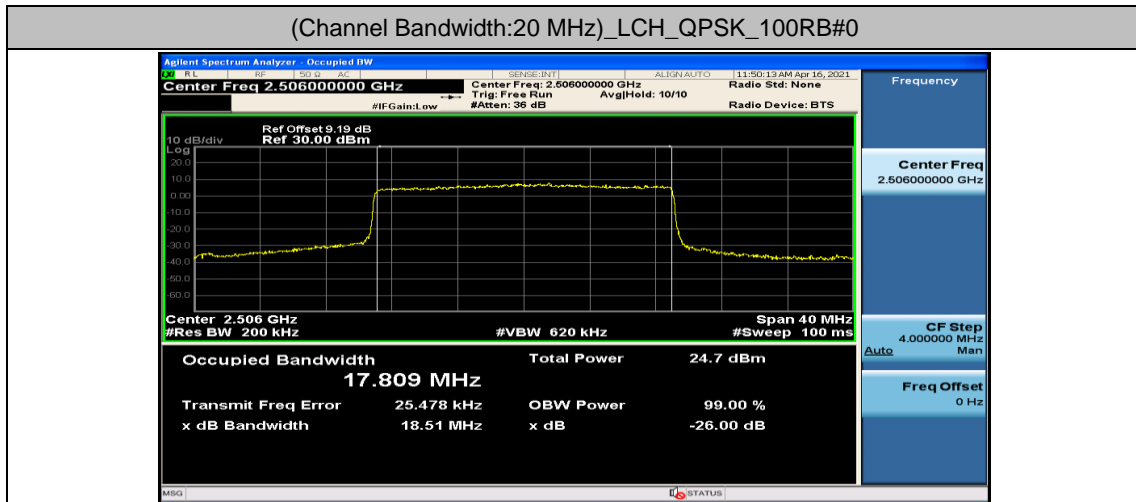 (Channel Bandwidth:20 MHz)_LCH_QPSK_100RB#0
Agilent Spectrum Analyzer - Occupied BW
LXI RL RF 50 Ω AC SENSE:INT ALIGN AUTO 11:50:13 AM Apr 16, 2021
Center Freq 2.506000000 GHz
Center Freq: 2.506000000 GHz
Radio Std: None
Trig: Free Run Avg|Hold: 10/10
#IFGain:Low #Atten: 36 dB Radio Device: BTS
Ref Offset 9.19 dB
10 dB/div Ref 30.00 dBm
Log
20.0
10.0
0.00
-10.0
-20.0
-30.0
-40.0
-50.0
-60.0
Center 2.506 GHz Span 40 MHz
#Res BW 200 kHz #VBW 620 kHz #Sweep 100 ms
Occupied Bandwidth Total Power 24.7 dBm
17.809 MHz
Transmit Freq Error 25.478 kHz OBW Power 99.00 %
x dB Bandwidth 18.51 MHz x dB -26.00 dB
MSG STATUS
Frequency
Center Freq
2.506000000 GHz
CF Step
4.000000 MHz
Auto Man
Freq Offset
0 Hz